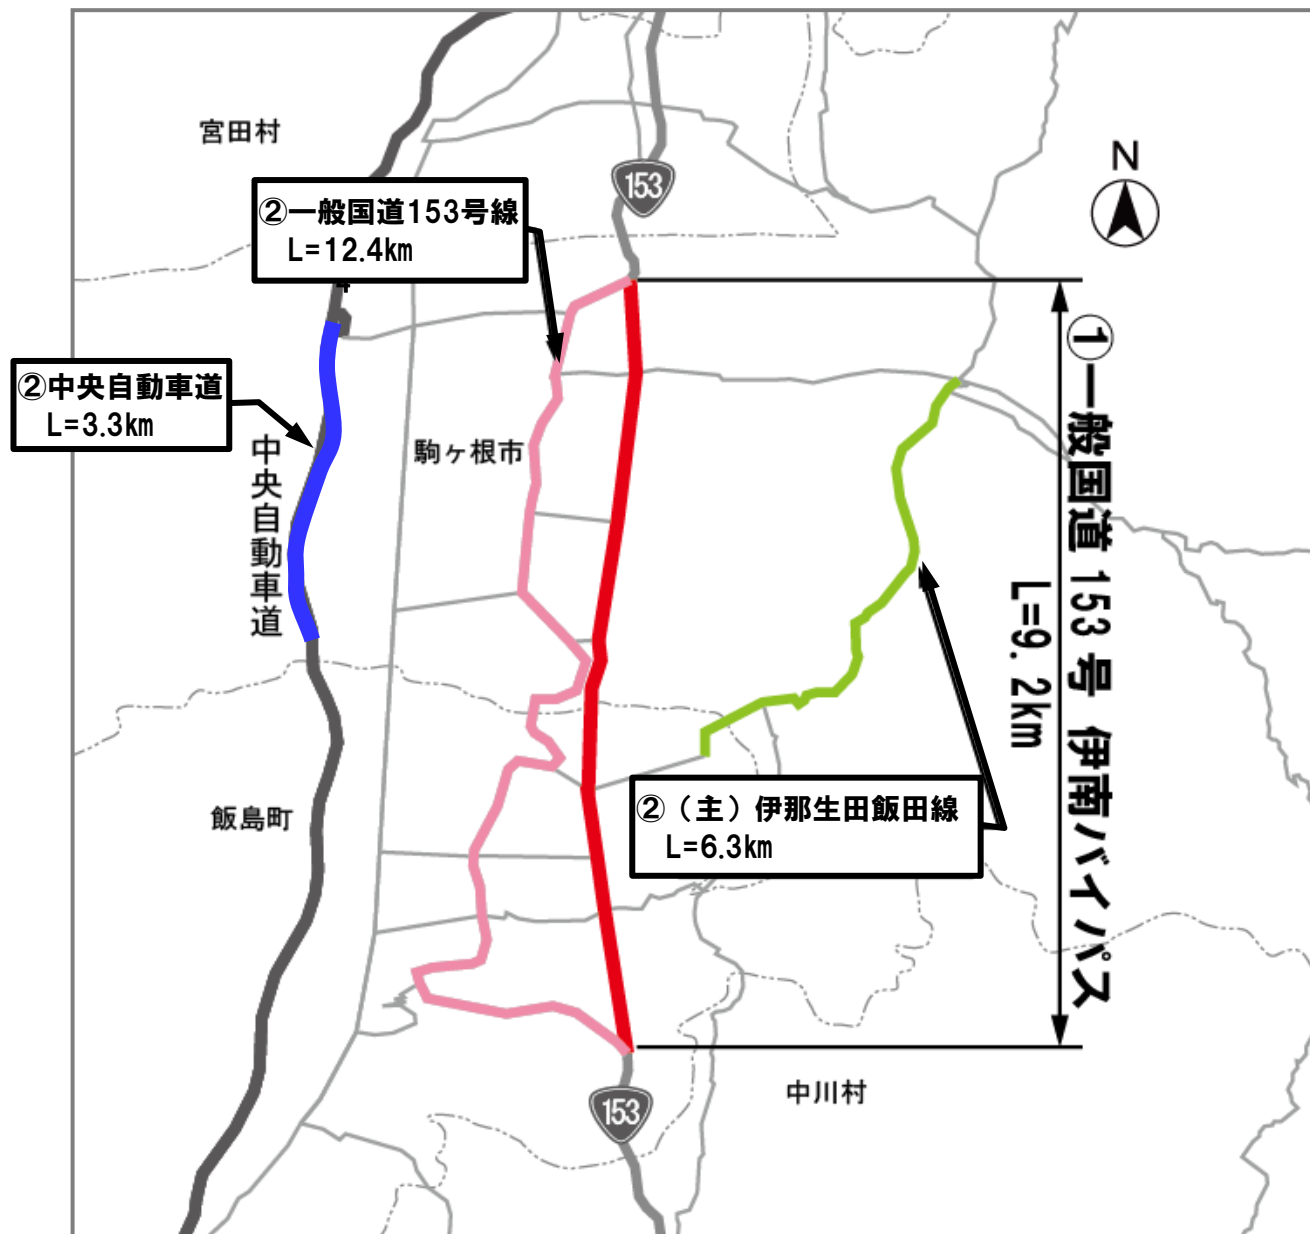 宮田村
N
153
②一般国道153号線
L=12.4km
②中央自動車道
L=3.3km
中央自動車道
駒ヶ根市
①一般国道 153 号 伊南バイパス
L=9.2km
飯島町
②（主）伊那生田飯田線
L=6.3km
中川村
153